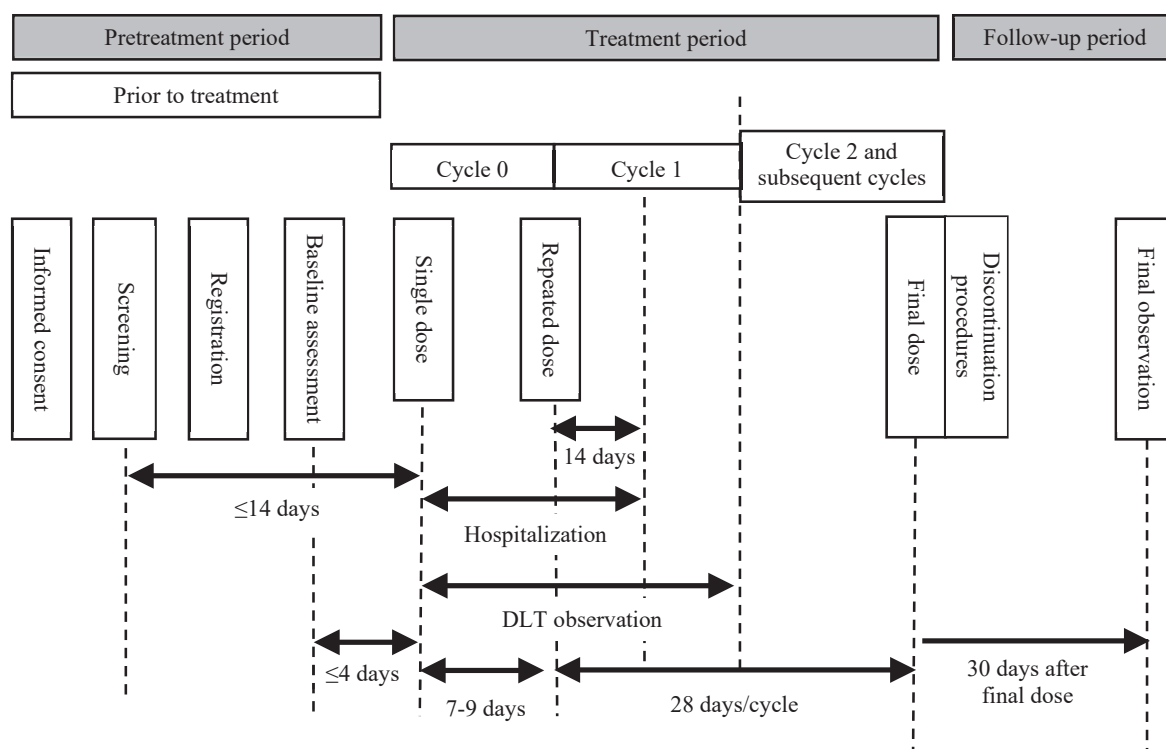 Pretreatment period
Treatment period
Follow-up period
Prior to treatment
Cycle 0
Cycle 1
Cycle 2 and
subsequent cycles
Informed consent
Screening
Registration
Baseline assessment
Single dose
Repeated dose
Final dose
Discontinuation
procedures
Final observation
14 days
≤14 days
Hospitalization
DLT observation
≤4 days
7-9 days
28 days/cycle
30 days after
final dose